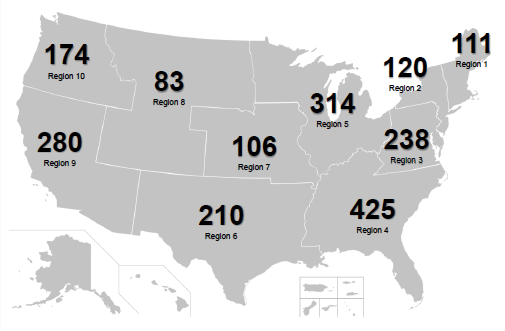 111
Region 1
174
Region 10
120
Region 2
83
Region 8
314
Region 5
280
Region 9
106
Region 7
238
Region 3
210
Region 6
425
Region 4